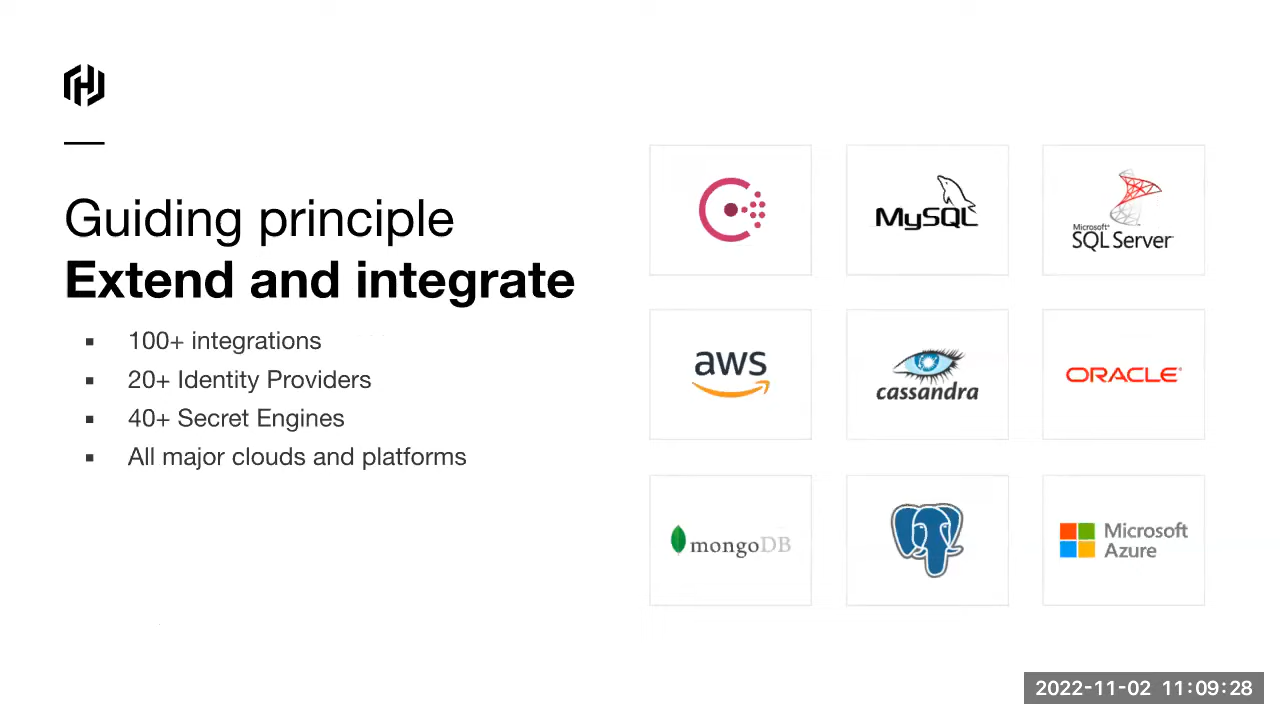 Guiding principle
Extend and integrate
▪ 100+ integrations
▪ 20+ Identity Providers
▪ 40+ Secret Engines
▪ All major clouds and platforms
MySQL
Microsoft®
SQL Server
aws
cassandra
ORACLE®
mongoDB
Microsoft
Azure
2022-11-02 11:09:28